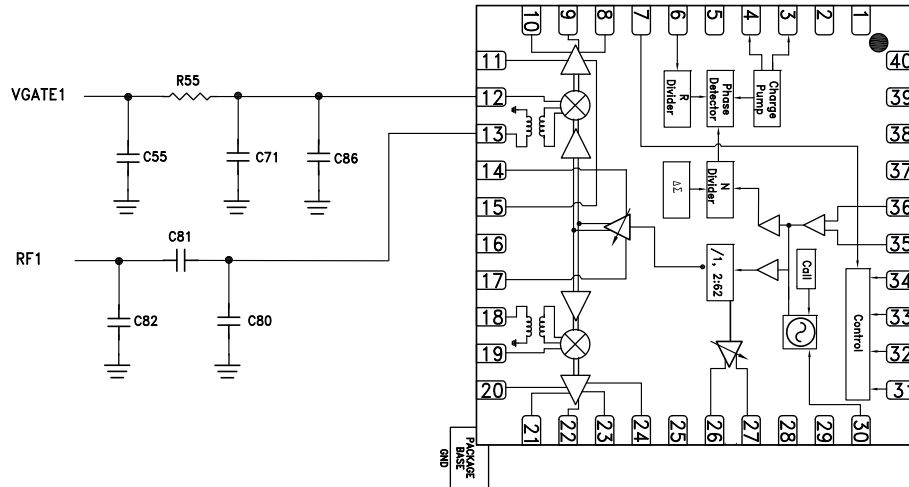 10
9
8
7
6
5
4
3
2
1
11
12
13
14
15
16
17
18
19
20
40
39
38
37
36
35
34
33
32
31
21
22
23
24
25
26
27
28
29
30
VGATE1
R55
C55
C71
C86
RF1
C81
C82
C80
R
Divider
Phase
Detector
Charge
Pump
ΔΣ
N
Divider
/1, 2:62
Call
Control
PACKAGE
BASE
GND